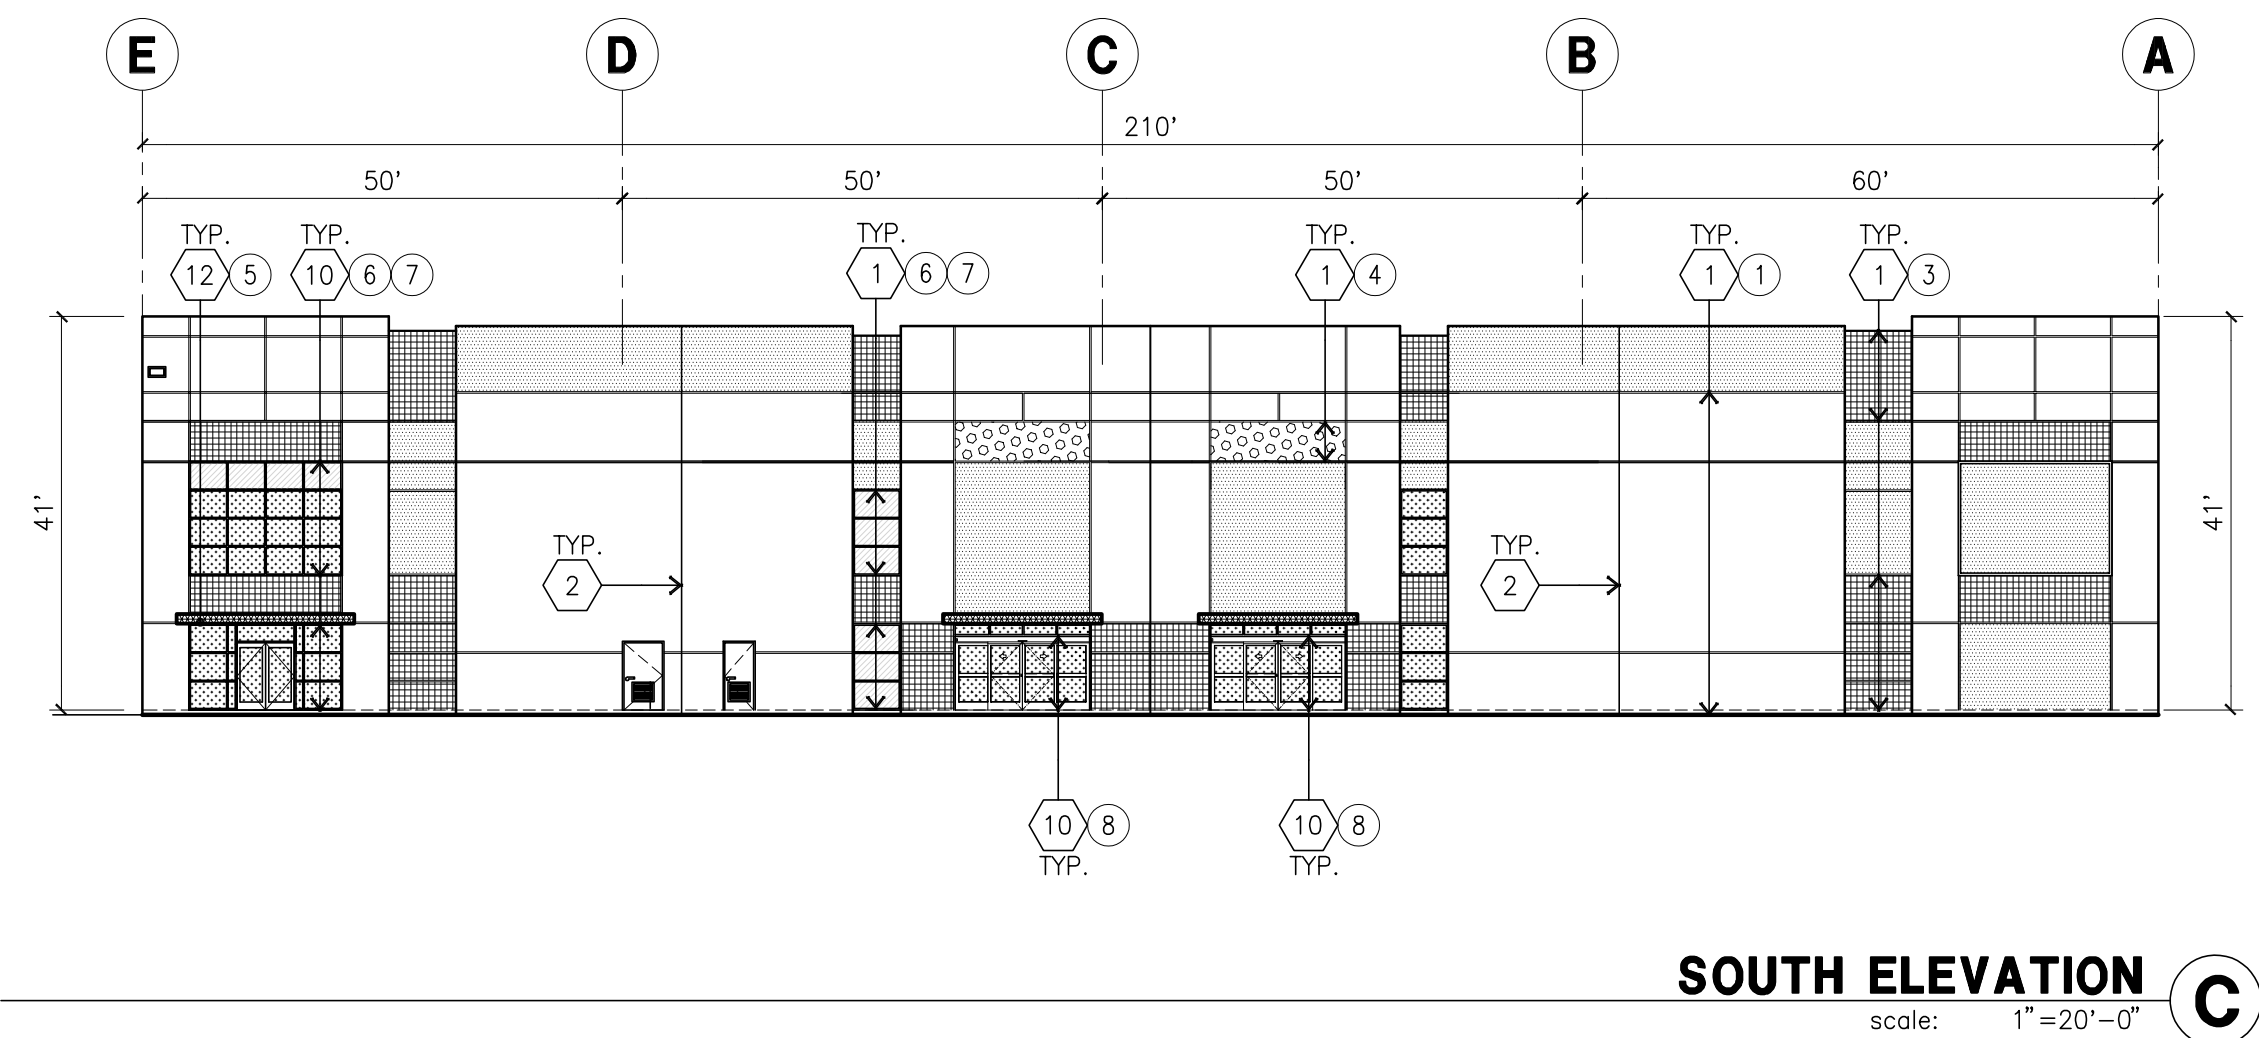 E D C B A
210'
50' 50' 50' 60'
TYP. TYP. TYP. TYP. TYP. TYP.
12 5 10 6 7 1 6 7 1 4 1 1 1 3
41' 41'
TYP. TYP.
2 2
10 8 10 8
TYP. TYP.
SOUTH ELEVATION C
scale: 1"=20'-0"